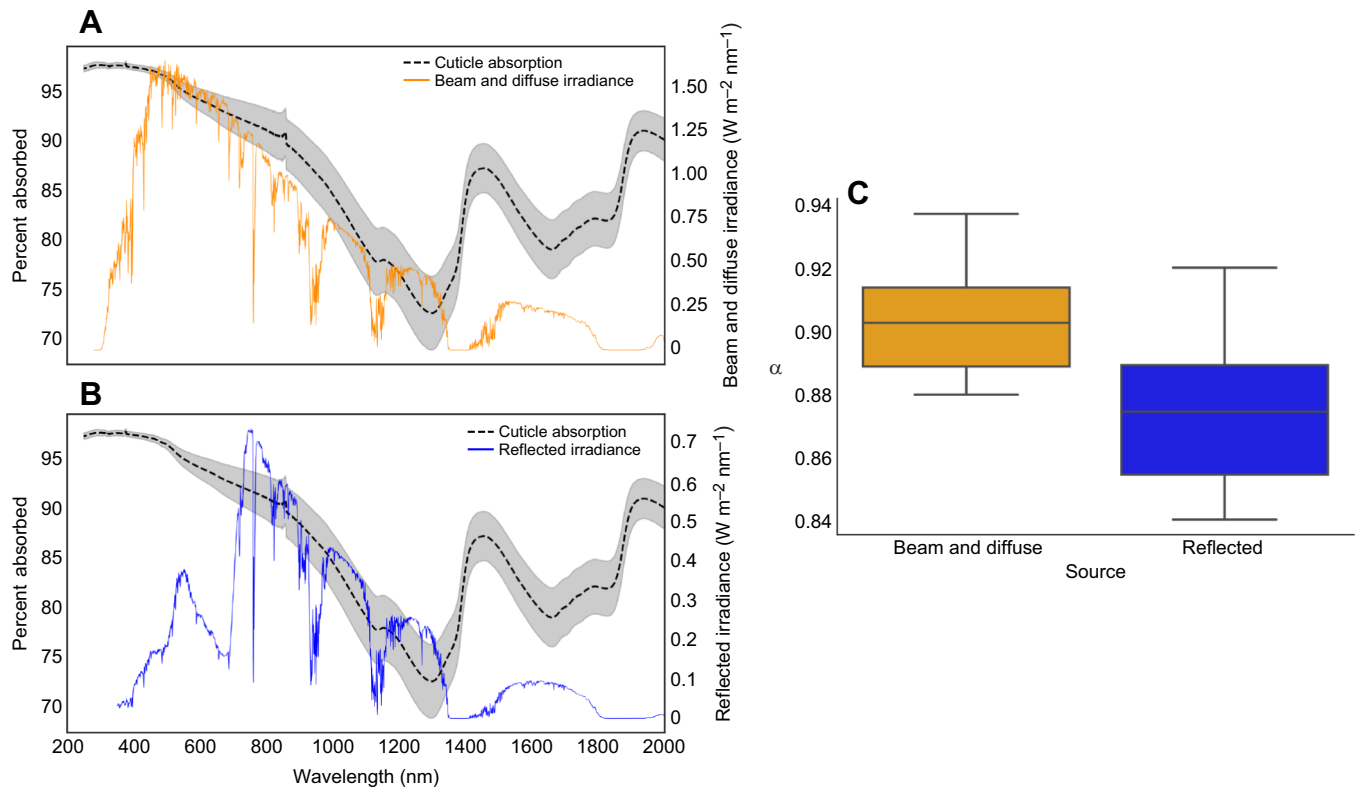 A
Cuticle absorption
Beam and diffuse irradiance
Percent absorbed
95
90
85
80
75
70
1.50
1.25
1.00
0.75
0.50
0.25
0
Beam and diffuse irradiance (W m−2 nm−1)
B
Cuticle absorption
Reflected irradiance
Percent absorbed
95
90
85
80
75
70
0.7
0.6
0.5
0.4
0.3
0.2
0.1
0
Reflected irradiance (W m−2 nm−1)
200 400 600 800 1000 1200 1400 1600 1800 2000
Wavelength (nm)
C
α
0.94
0.92
0.90
0.88
0.86
0.84
Beam and diffuse Reflected
Source